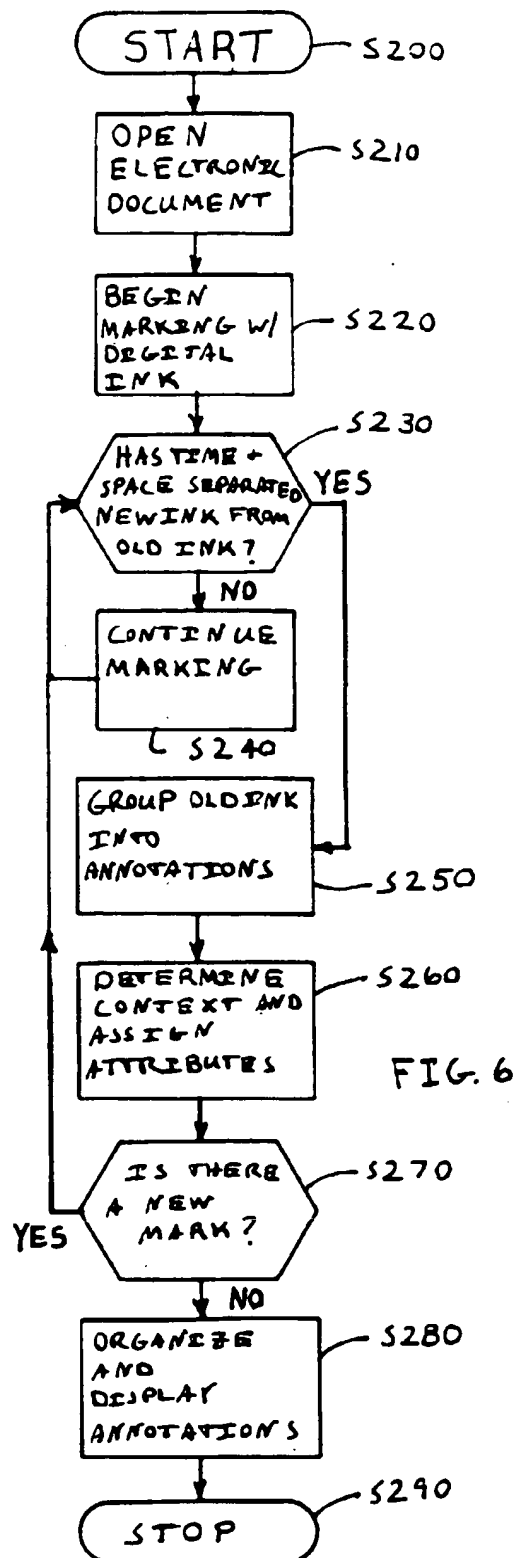 START
S200
OPEN
ELECTRONIC
DOCUMENT
S210
BEGIN
MARKING W/
DIGITAL
INK
S220
HAS TIME +
SPACE SEPARATED
NEW INK FROM
OLD INK?
S230
YES
NO
CONTINUE
MARKING
S240
GROUP OLD INK
INTO
ANNOTATIONS
S250
DETERMINE
CONTEXT AND
ASSIGN
ATTRIBUTES
S260
FIG. 6
IS THERE
A NEW
MARK?
S270
YES
NO
ORGANIZE
AND
DISPLAY
ANNOTATIONS
S280
STOP
S290